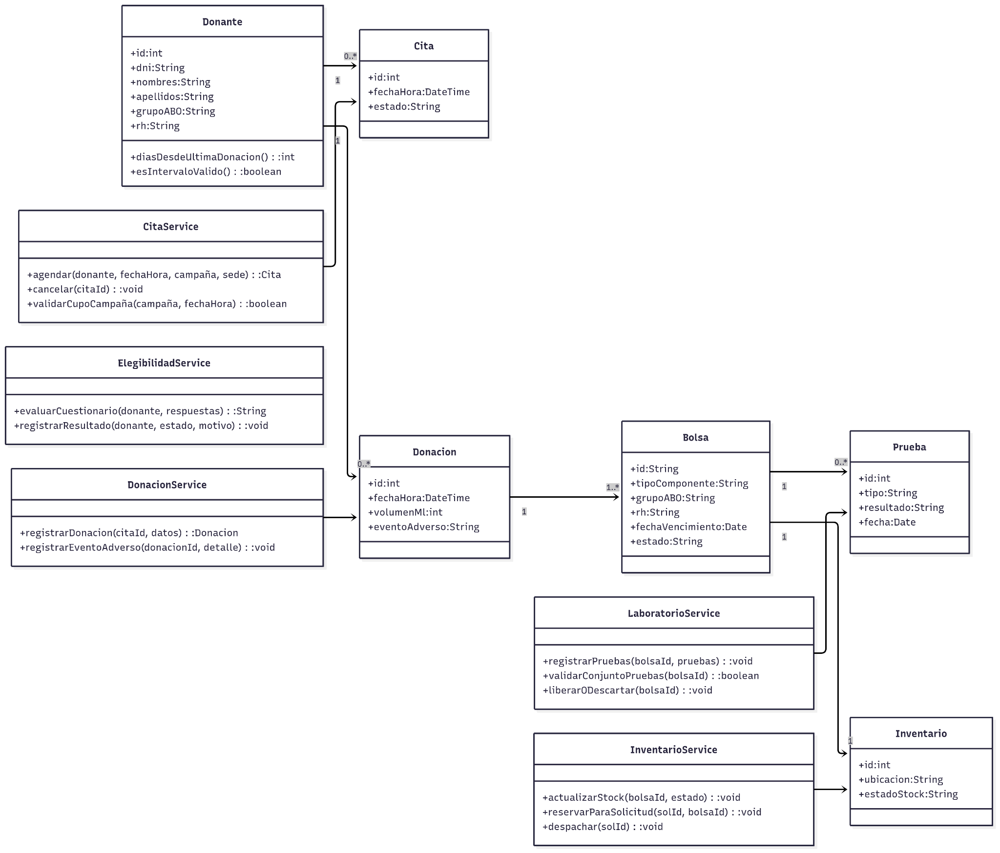 Donante
+id:int
+dni:String
+nombres:String
+apellidos:String
+grupoABO:String
+rh:String
+diasDesdeUltimaDonacion() : :int
+esIntervaloValido() : :boolean
0..*
1
1
Cita
+id:int
+fechaHora:DateTime
+estado:String
CitaService
+agendar(donante, fechaHora, campaña, sede) : :Cita
+cancelar(citaId) : :void
+validarCupoCampaña(campaña, fechaHora) : :boolean
ElegibilidadService
+evaluarCuestionario(donante, respuestas) : :String
+registrarResultado(donante, estado, motivo) : :void
DonacionService
+registrarDonacion(citaId, datos) : :Donacion
+registrarEventoAdverso(donacionId, detalle) : :void
0..*
Donacion
+id:int
+fechaHora:DateTime
+volumenMl:int
+eventoAdverso:String
1
1..*
Bolsa
+id:String
+tipoComponente:String
+grupoABO:String
+rh:String
+fechaVencimiento:Date
+estado:String
0..*
1
1
Prueba
+id:int
+tipo:String
+resultado:String
+fecha:Date
LaboratorioService
+registrarPruebas(bolsaId, pruebas) : :void
+validarConjuntoPruebas(bolsaId) : :boolean
+liberarODescartar(bolsaId) : :void
InventarioService
+actualizarStock(bolsaId, estado) : :void
+reservarParaSolicitud(solId, bolsaId) : :void
+despachar(solId) : :void
1
Inventario
+id:int
+ubicacion:String
+estadoStock:String